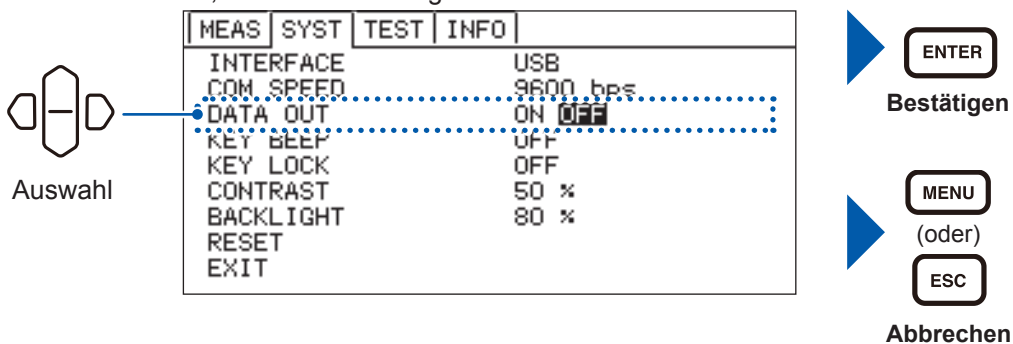 MEAS SYST TEST INFO
INTERFACE USB
COM SPEED 9600 bps
DATA OUT ON OFF
KEY BEEP OFF
KEY LOCK OFF
CONTRAST 50 %
BACKLIGHT 80 %
RESET
EXIT
Auswahl
ENTER
Bestätigen
MENU
(oder)
ESC
Abbrechen